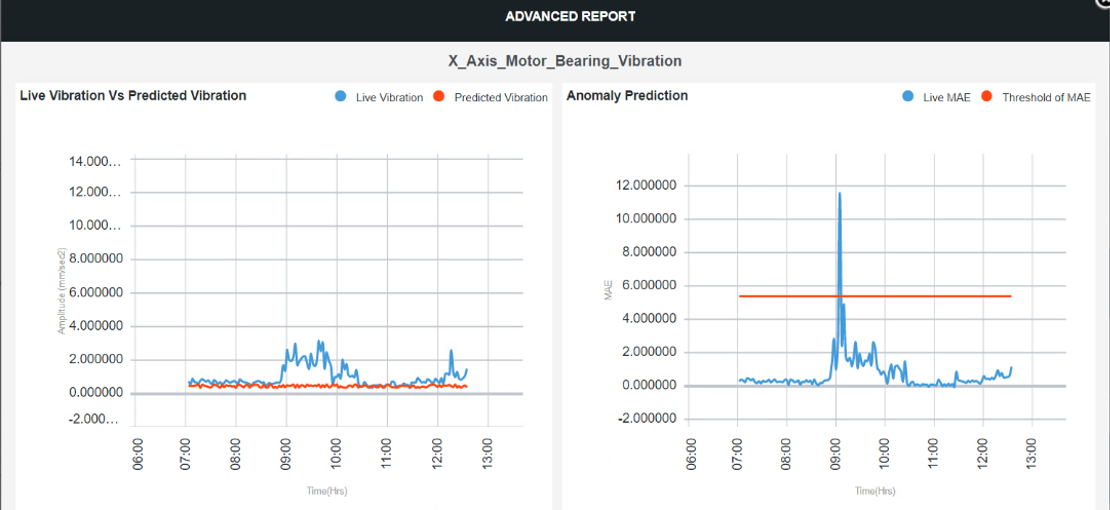 ADVANCED REPORT
X_Axis_Motor_Bearing_Vibration
Live Vibration Vs Predicted Vibration
Live Vibration
Predicted Vibration
14.000...
12.000...
10.000...
8.000000
6.000000
4.000000
2.000000
0.000000
-2.000...
Amplitude (mm/sec2)
06:00
07:00
08:00
09:00
10:00
11:00
12:00
13:00
Time(Hrs)
Anomaly Prediction
Live MAE
Threshold of MAE
12.000000
10.000000
8.000000
6.000000
4.000000
2.000000
0.000000
-2.000000
MAE
06:00
07:00
08:00
09:00
10:00
11:00
12:00
13:00
Time(Hrs)